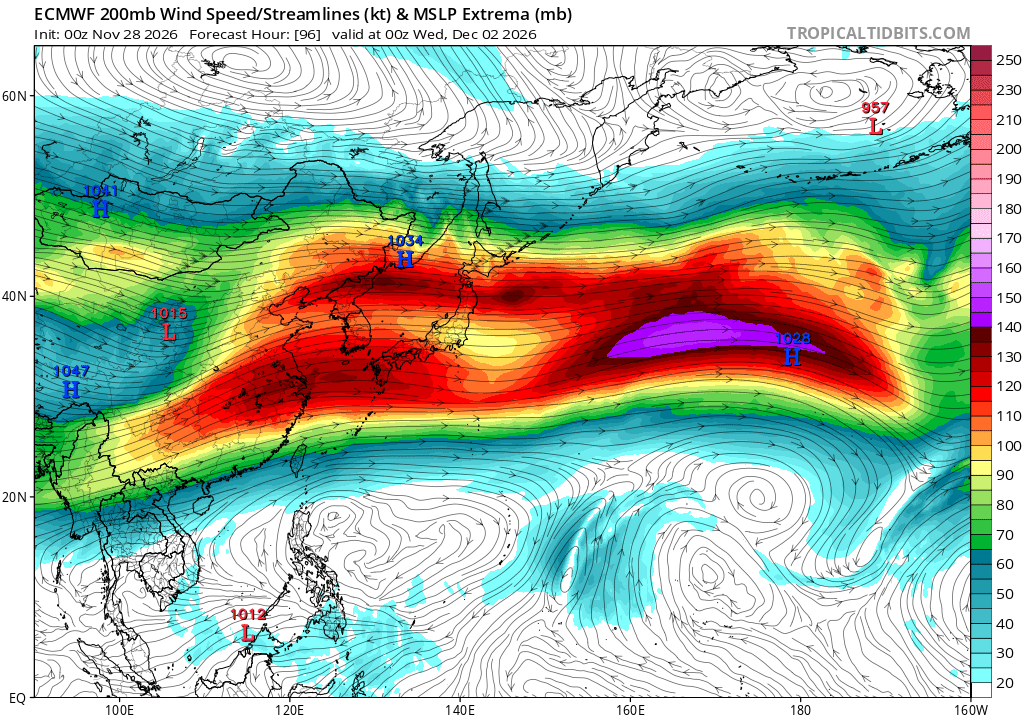 ECMWF 200mb Wind Speed/Streamlines (kt) & MSLP Extrema (mb)
Init: 00z Nov 28 2026 Forecast Hour: [96] valid at 00z Wed, Dec 02 2026
TROPICALTIDBITS.COM
60N
40N
20N
EQ
100E
120E
140E
160E
180
160W
957
L
1041
H
1034
H
1015
L
1028
H
1047
H
1012
L
250
230
210
200
190
180
170
160
150
140
130
120
110
100
90
80
70
60
50
40
30
20